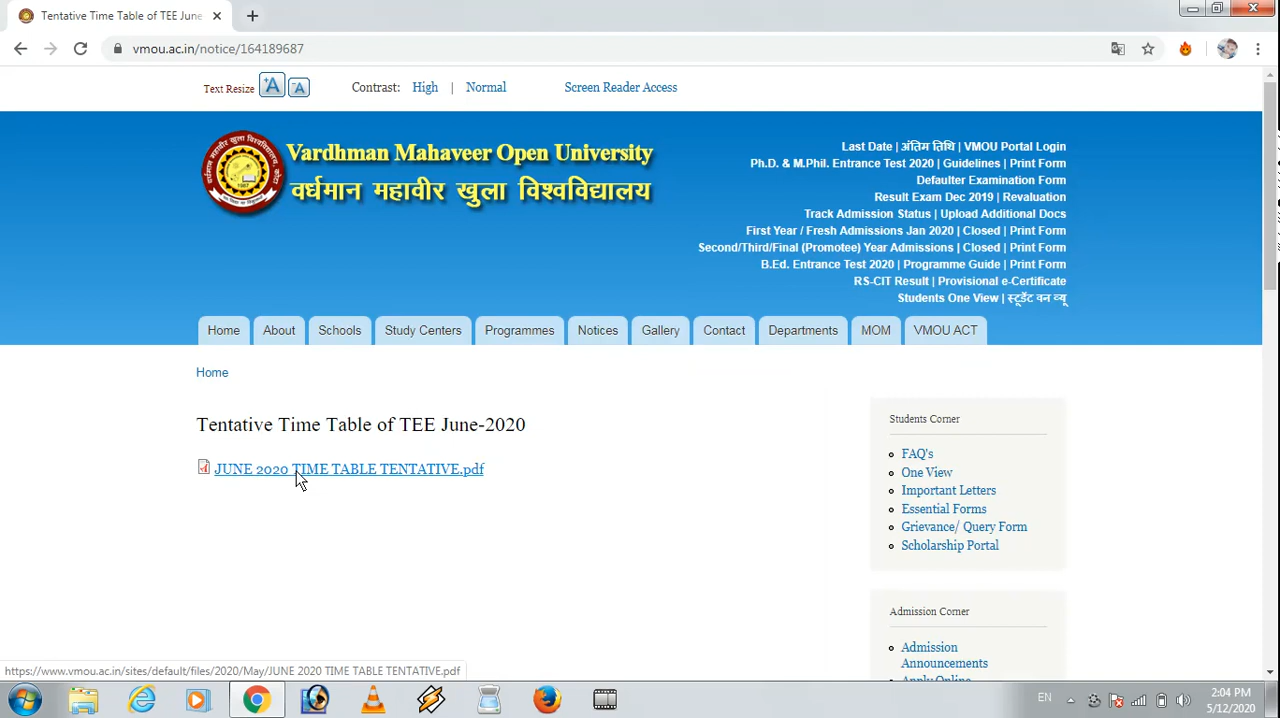 Tentative Time Table of TEE June
vmou.ac.in/notice/164189687
Text Resize +A -A Contrast: High | Normal Screen Reader Access
Vardhman Mahaveer Open University
वर्धमान महावीर खुला विश्वविद्यालय
1987
Last Date | अंतिम तिथि | VMOU Portal Login
Ph.D. & M.Phil. Entrance Test 2020 | Guidelines | Print Form
Defaulter Examination Form
Result Exam Dec 2019 | Revaluation
Track Admission Status | Upload Additional Docs
First Year / Fresh Admissions Jan 2020 | Closed | Print Form
Second/Third/Final (Promotee) Year Admissions | Closed | Print Form
B.Ed. Entrance Test 2020 | Programme Guide | Print Form
RS-CIT Result | Provisional e-Certificate
Students One View | स्टूडेंट वन व्यू
Home About Schools Study Centers Programmes Notices Gallery Contact Departments MOM VMOU ACT
Home
Tentative Time Table of TEE June-2020
JUNE 2020 TIME TABLE TENTATIVE.pdf
Students Corner
FAQ's
One View
Important Letters
Essential Forms
Grievance/ Query Form
Scholarship Portal
Admission Corner
Admission
Announcements
Apply Online
https://www.vmou.ac.in/sites/default/files/2020/May/JUNE 2020 TIME TABLE TENTATIVE.pdf
EN
2:04 PM
5/12/2020